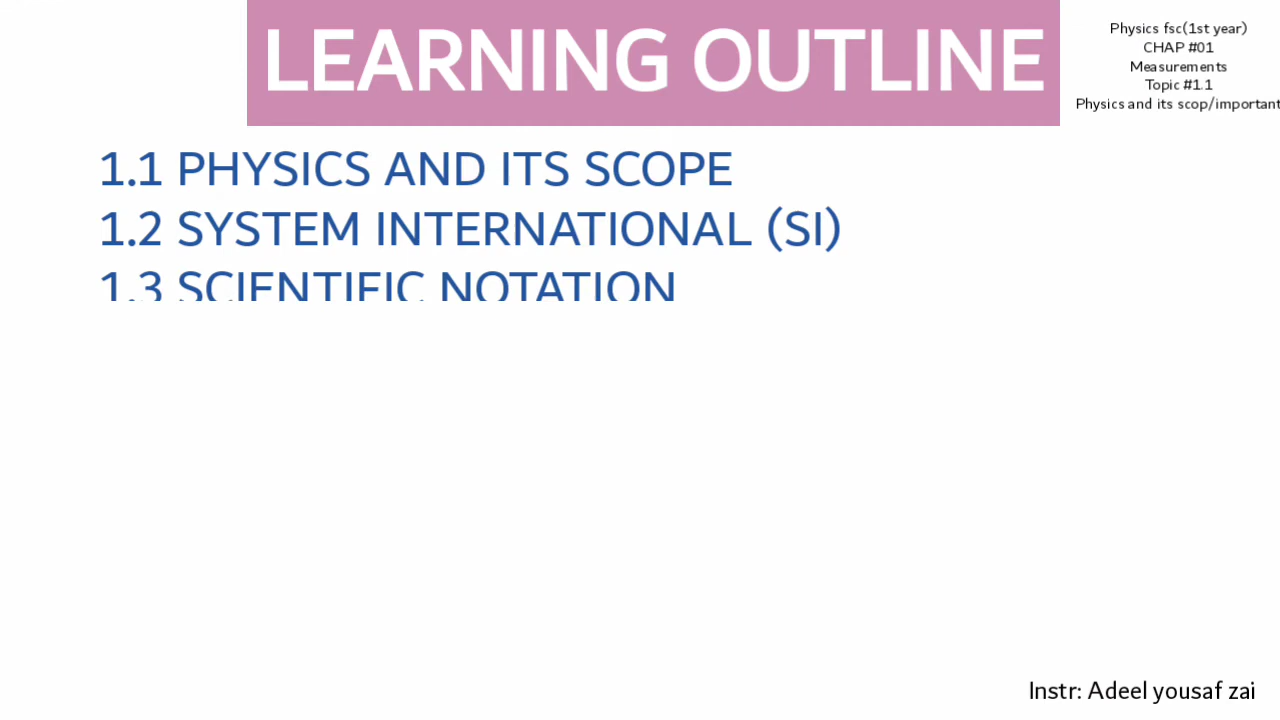 LEARNING OUTLINE
Physics fsc(1st year)
CHAP #01
Measurements
Topic #1.1
Physics and its scop/important
1.1 PHYSICS AND ITS SCOPE
1.2 SYSTEM INTERNATIONAL (SI)
1.3 SCIENTIFIC NOTATION
Instr: Adeel yousaf zai